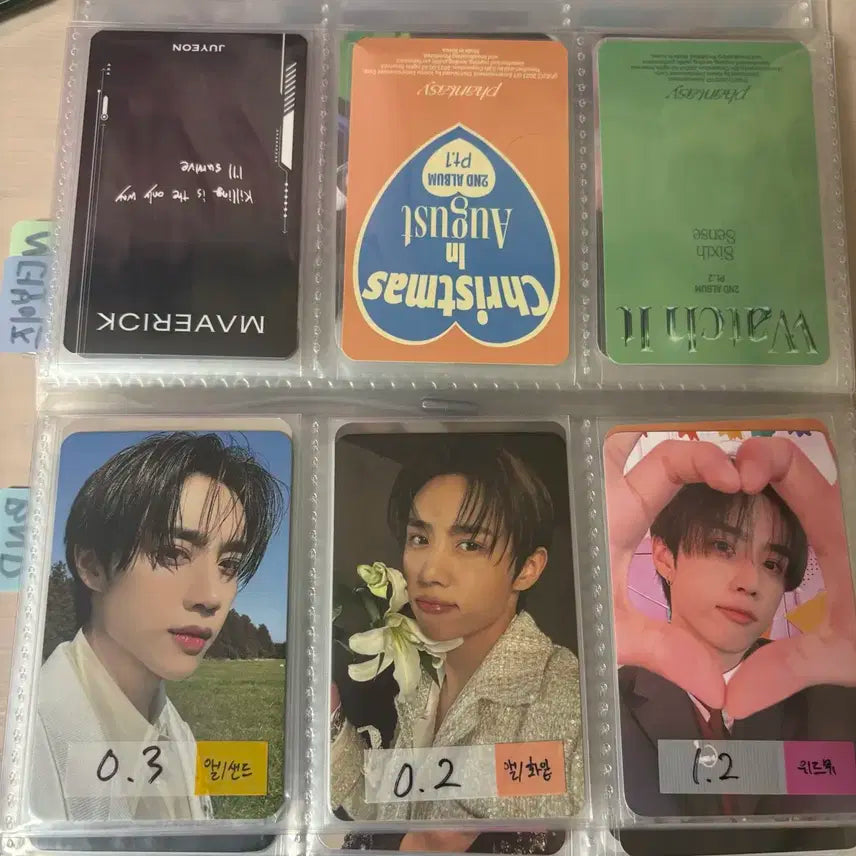 JUYEON
Killing is the only way
I'll survive
MAVERICK
phantasy
2ND ALBUM
Pt.1
Christmas
In
August
phantasy
Sixth
Sense
2ND ALBUM
Pt.2
Watch It
BND
0.3
앨/샌드
0.2
앨/화양
1.2
위드뮤